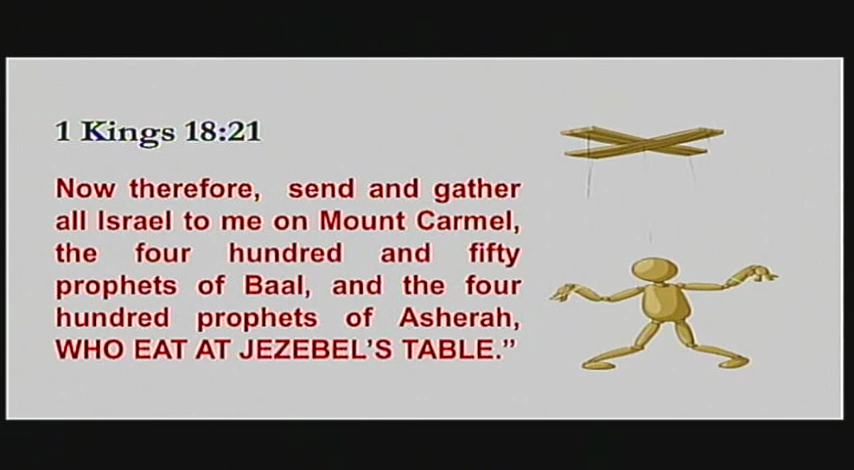 1 Kings 18:21
Now therefore, send and gather
all Israel to me on Mount Carmel,
the four hundred and fifty
prophets of Baal, and the four
hundred prophets of Asherah,
WHO EAT AT JEZEBEL’S TABLE.”